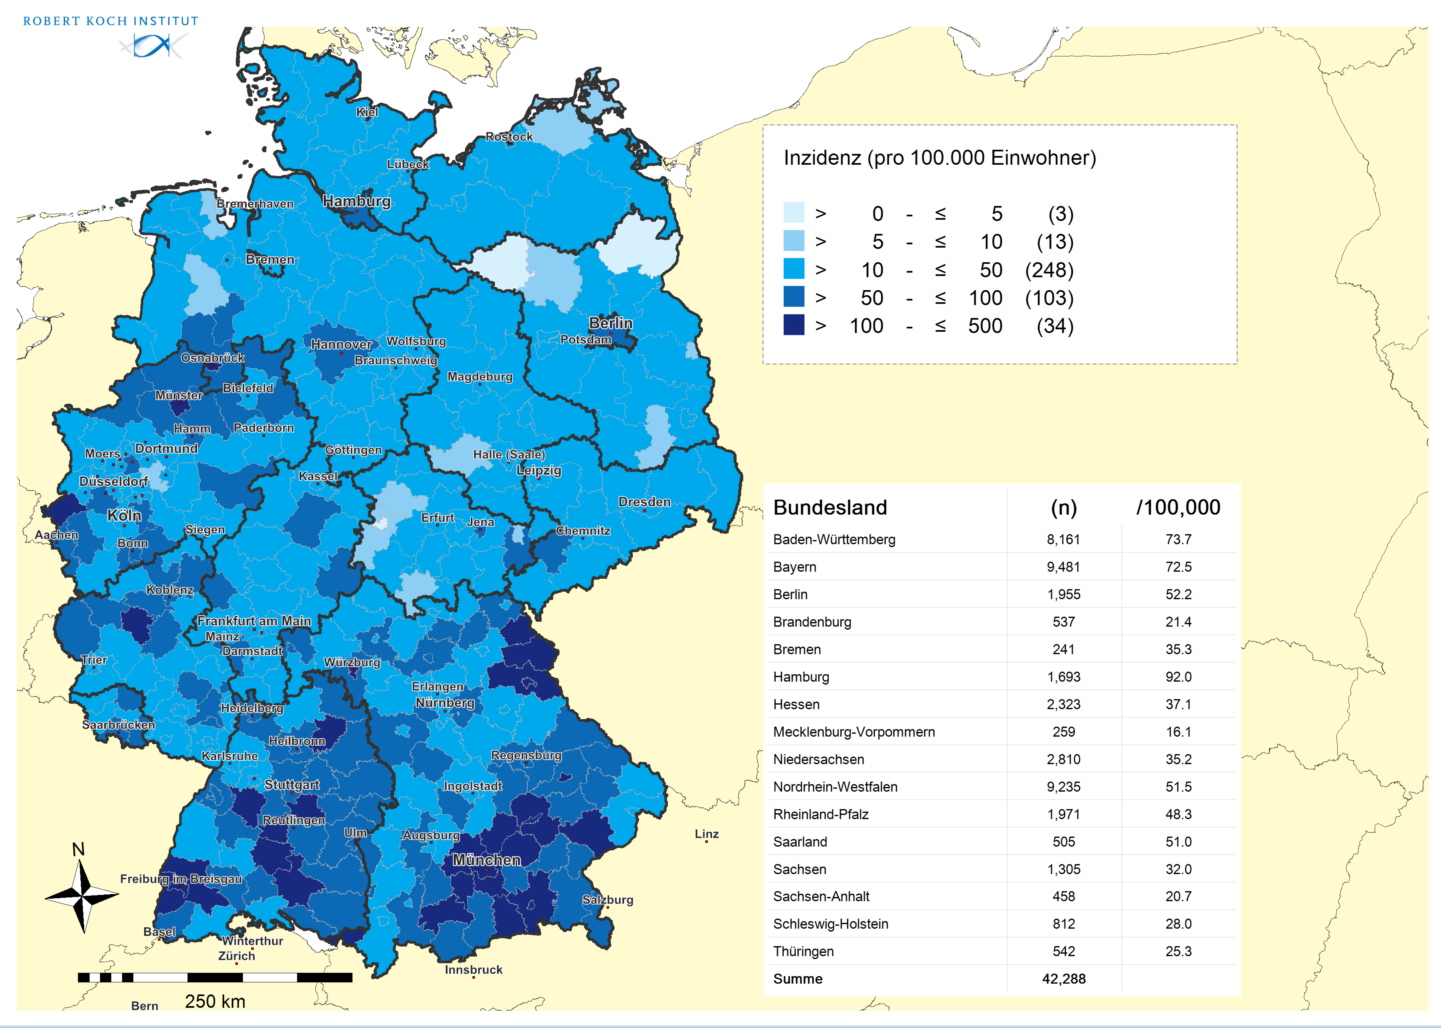 ROBERT KOCH INSTITUT
Kiel
Rostock
Lübeck
Hamburg
Bremerhaven
Bremen
Berlin
Potsdam
Hannover
Wolfsburg
Braunschweig
Osnabrück
Magdeburg
Bielefeld
Münster
Hamm
Paderborn
Dortmund
Moers
Göttingen
Halle (Saale)
Leipzig
Kassel
Düsseldorf
Dresden
Köln
Erfurt
Jena
Chemnitz
Siegen
Aachen
Bonn
Koblenz
Frankfurt am Main
Mainz
Darmstadt
Trier
Würzburg
Erlangen
Nürnberg
Heidelberg
Saarbrücken
Heilbronn
Karlsruhe
Regensburg
Stuttgart
Ingolstadt
Reutlingen
Ulm
Augsburg
München
Linz
Freiburg im Breisgau
Salzburg
Basel
Winterthur
Zürich
Innsbruck
Bern
N
250 km
Inzidenz (pro 100.000 Einwohner)
> 0 - ≤ 5 (3)
> 5 - ≤ 10 (13)
> 10 - ≤ 50 (248)
> 50 - ≤ 100 (103)
> 100 - ≤ 500 (34)
Bundesland (n) /100,000
Baden-Württemberg 8,161 73.7
Bayern 9,481 72.5
Berlin 1,955 52.2
Brandenburg 537 21.4
Bremen 241 35.3
Hamburg 1,693 92.0
Hessen 2,323 37.1
Mecklenburg-Vorpommern 259 16.1
Niedersachsen 2,810 35.2
Nordrhein-Westfalen 9,235 51.5
Rheinland-Pfalz 1,971 48.3
Saarland 505 51.0
Sachsen 1,305 32.0
Sachsen-Anhalt 458 20.7
Schleswig-Holstein 812 28.0
Thüringen 542 25.3
Summe 42,288